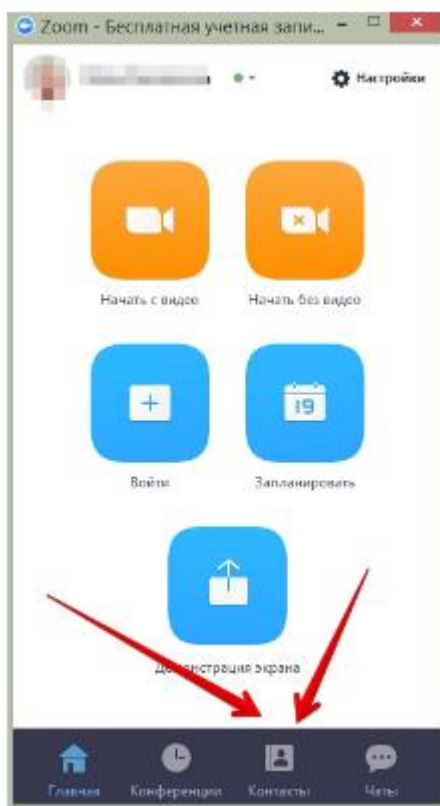 Zoom - Бесплатная учетная запи...
Настройки
Начать с видео
Начать без видео
19
Войти
Запланировать
Демонстрация экрана
Главная
Конференции
Контакты
Чаты